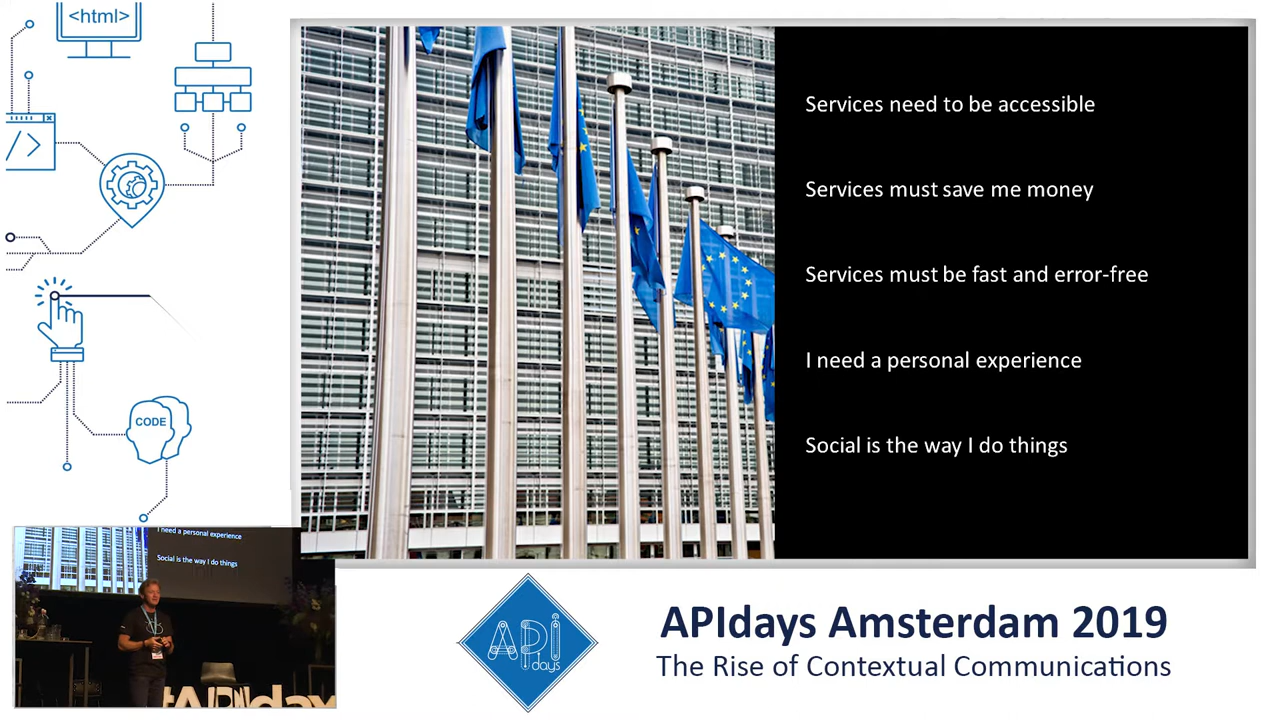 <html>
</>
CODE
Services need to be accessible
Services must save me money
Services must be fast and error-free
I need a personal experience
Social is the way I do things
I need a personal experience
Social is the way I do things
API
days
APIdays Amsterdam 2019
The Rise of Contextual Communications